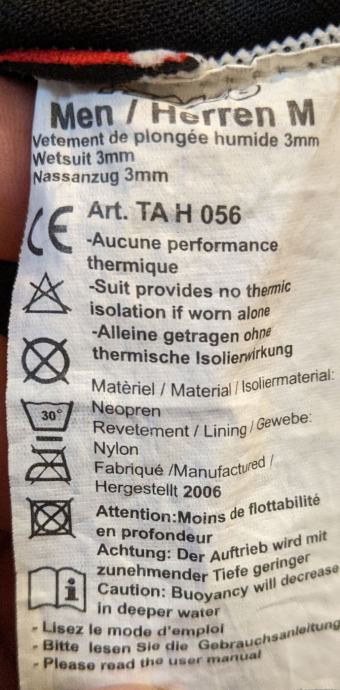 Men / Herren M
Vetement de plongée humide 3mm
Wetsuit 3mm
Nassanzug 3mm
CE
Art. TA H 056
-Aucune performance
thermique
-Suit provides no thermic
isolation if worn alone
-Alleine getragen ohne
thermische Isolierwirkung
Matèriel / Material / Isoliermaterial:
30°
Neopren
Revetement / Lining / Gewebe:
Nylon
Fabriqué /Manufactured /
Hergestellt 2006
Attention:Moins de flottabilité
en profondeur
Achtung: Der Auftrieb wird mit
zunehmender Tiefe geringer
Caution: Buoyancy will decrease
in deeper water
- Lisez le mode d'emploi
- Bitte lesen Sie die Gebrauchsanleitung
- Please read the user manual